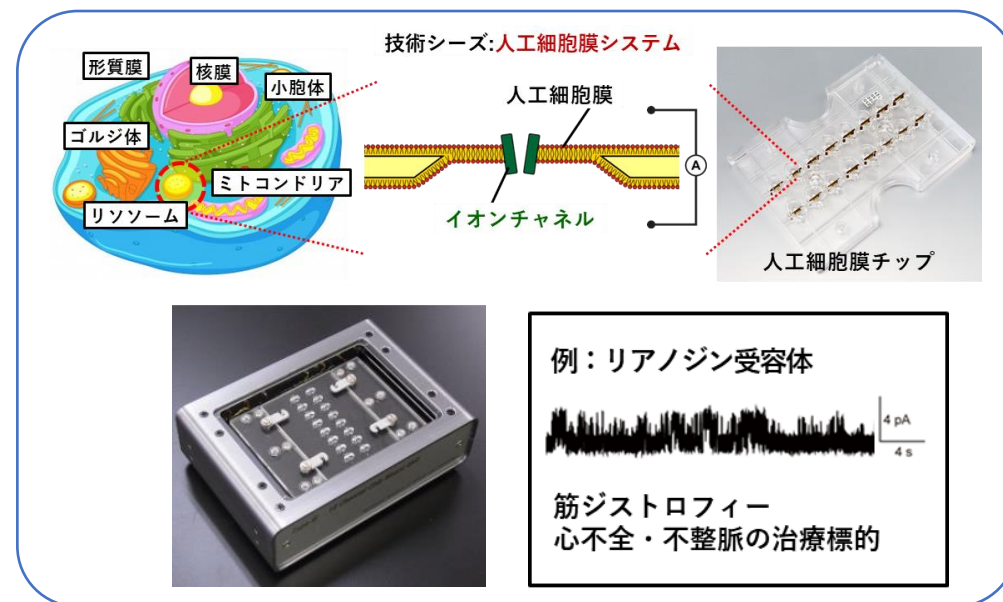 技術シーズ:人工細胞膜システム
形質膜
核膜
小胞体
ゴルジ体
ミトコンドリア
リソソーム
人工細胞膜
イオンチャネル
A
人工細胞膜チップ
例：リアノジン受容体
4 pA
4 s
筋ジストロフィー
心不全・不整脈の治療標的